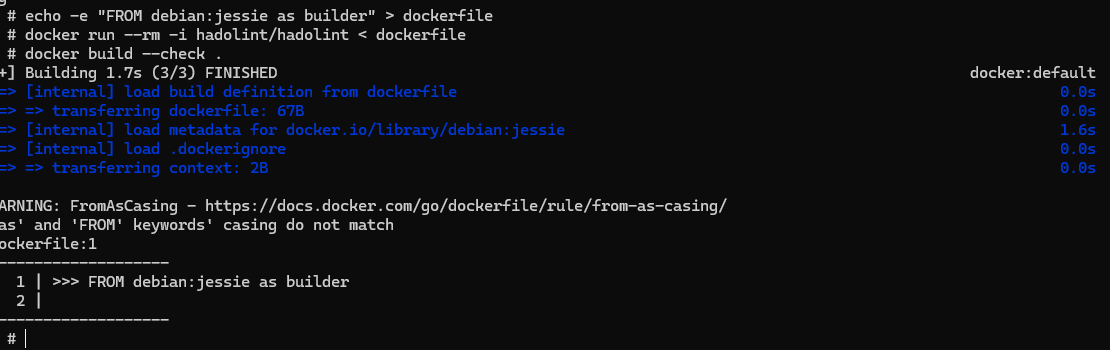 # echo -e "FROM debian:jessie as builder" > dockerfile
# docker run --rm -i hadolint/hadolint < dockerfile
# docker build --check .
+] Building 1.7s (3/3) FINISHED docker:default
=> [internal] load build definition from dockerfile 0.0s
=> => transferring dockerfile: 67B 0.0s
=> [internal] load metadata for docker.io/library/debian:jessie 1.6s
=> [internal] load .dockerignore 0.0s
=> => transferring context: 2B 0.0s
ARNING: FromAsCasing - https://docs.docker.com/go/dockerfile/rule/from-as-casing/
as' and 'FROM' keywords' casing do not match
ockerfile:1
-------------------
1 | >>> FROM debian:jessie as builder
2 |
-------------------
#